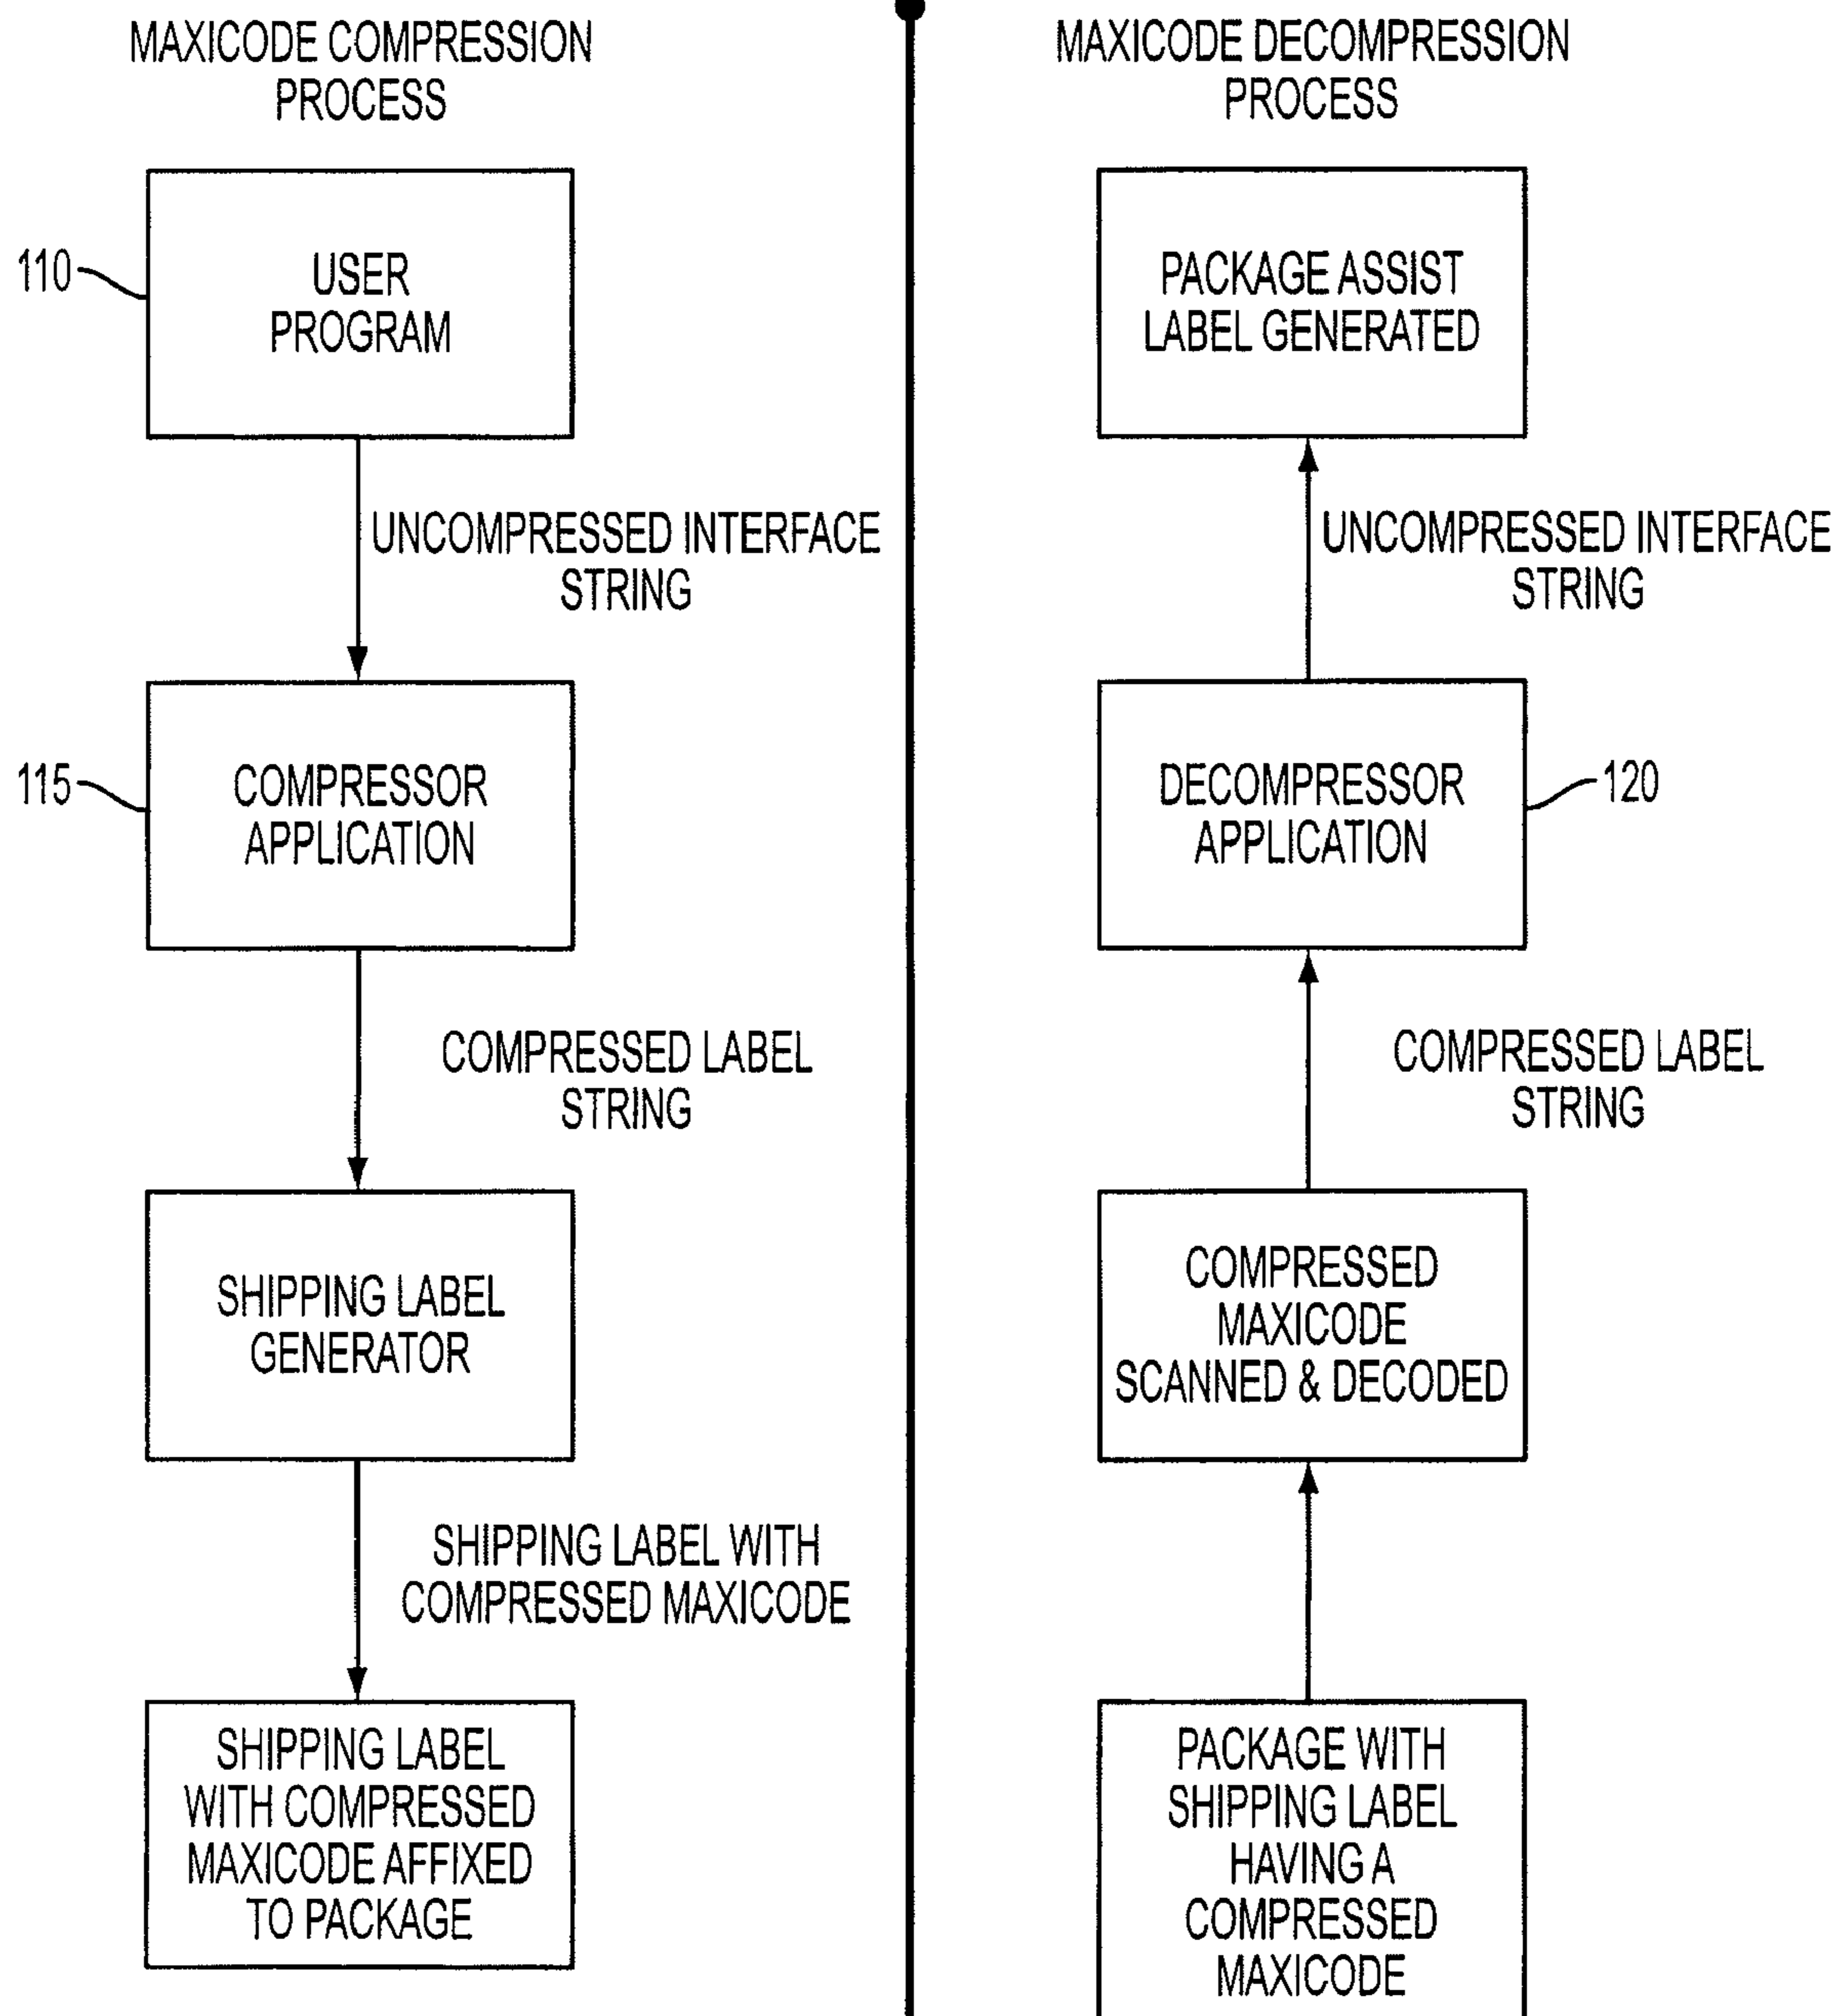 MAXICODE COMPRESSION
PROCESS
110
USER
PROGRAM
UNCOMPRESSED INTERFACE
STRING
115
COMPRESSOR
APPLICATION
COMPRESSED LABEL
STRING
SHIPPING LABEL
GENERATOR
SHIPPING LABEL WITH
COMPRESSED MAXICODE
SHIPPING LABEL
WITH COMPRESSED
MAXICODE AFFIXED
TO PACKAGE
MAXICODE DECOMPRESSION
PROCESS
PACKAGE ASSIST
LABEL GENERATED
UNCOMPRESSED INTERFACE
STRING
DECOMPRESSOR
APPLICATION
120
COMPRESSED LABEL
STRING
COMPRESSED
MAXICODE
SCANNED & DECODED
PACKAGE WITH
SHIPPING LABEL
HAVING A
COMPRESSED
MAXICODE